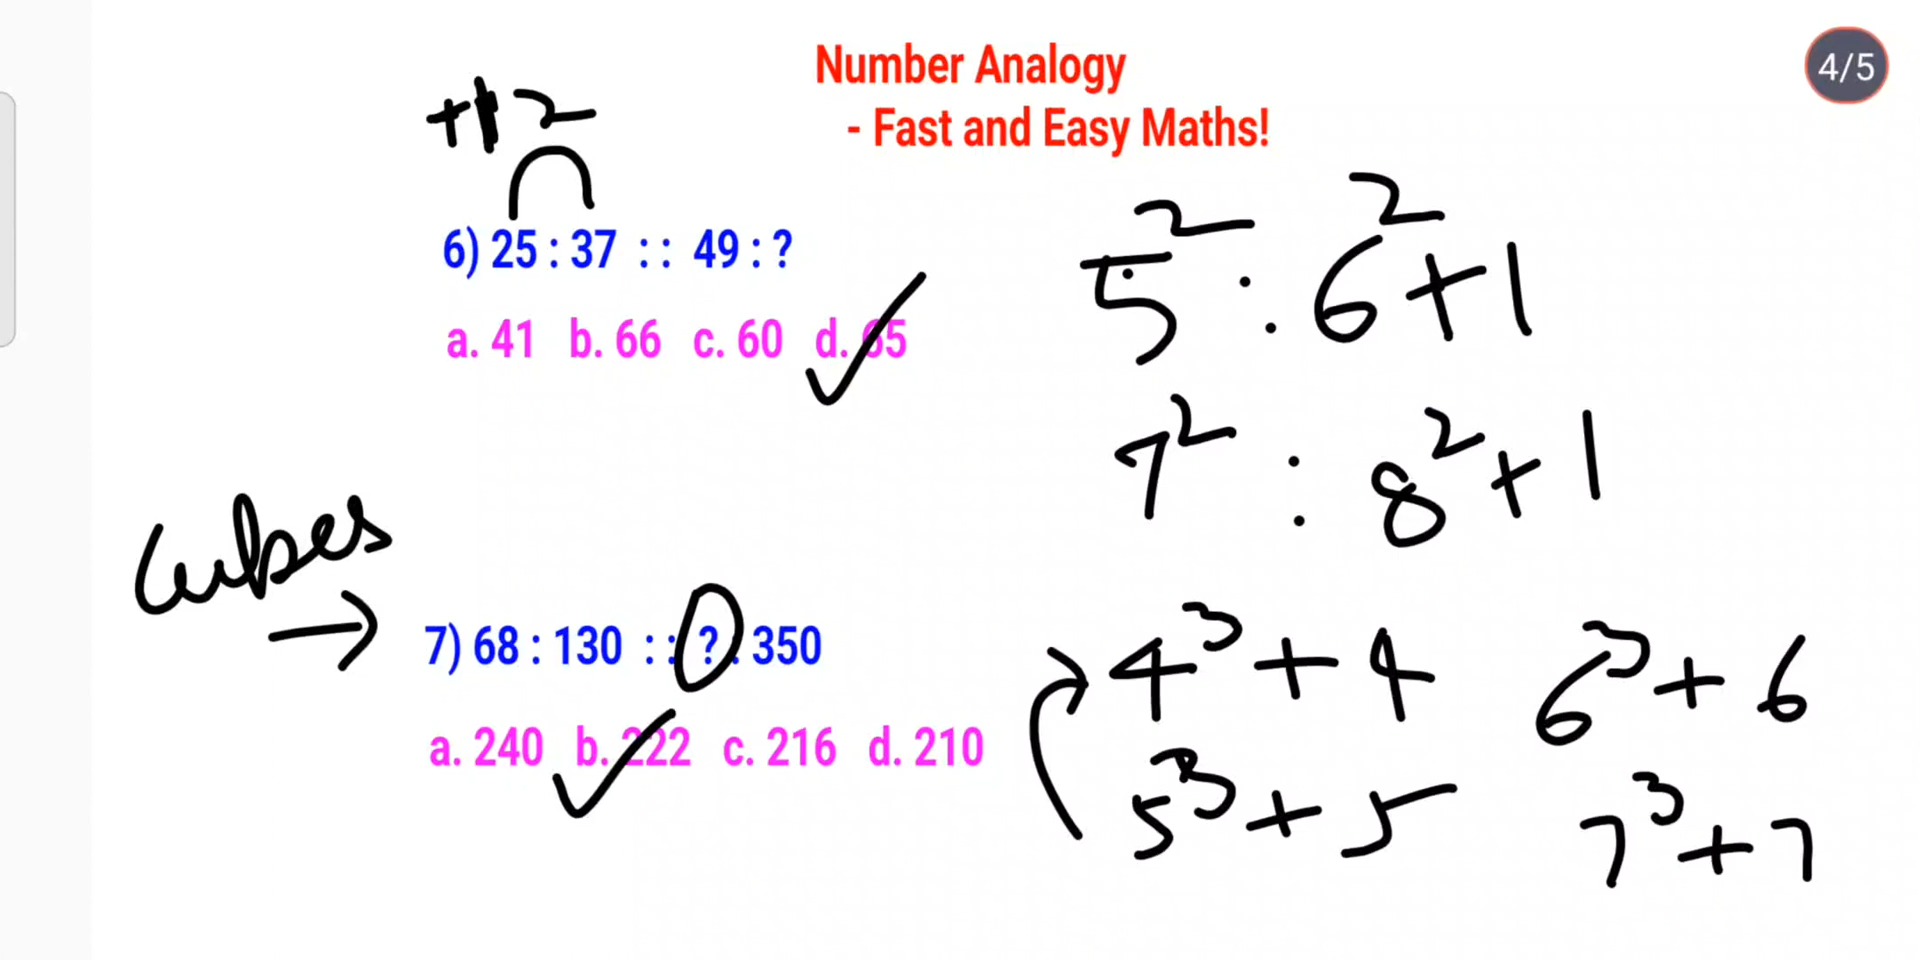 Number Analogy
- Fast and Easy Maths!
4/5
+12
6) 25 : 37 :: 49 : ?
a. 41 b. 66 c. 60 d. 65
5² : 6² + 1
7² : 8² + 1
Cubes
→
7) 68 : 130 :: ? : 350
a. 240 b. 222 c. 216 d. 210
4³ + 4 6³ + 6
5³ + 5 7³ + 7